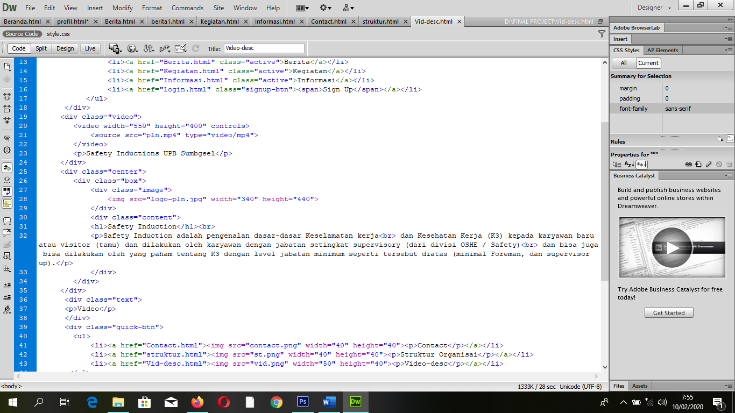 Dw File Edit View Insert Modify Format Commands Site Window Help Designer
Beranda.html × profil.html* × Berita.html × berita1.html × Kegiatan.html × Informasi.html × Contact.html × struktur.html × Vid-desc.html × D:\FINAL PROJECT\Vid-desc.html
Source Code style.css
Code Split Design Live Title: Video-desc
13 <li><a href="Berita.html" class="active">Berita</a></li>
14 <li><a href="Kegiatan.html" class="active">Kegiatan</a></li>
15 <li><a href="Informasi.html" class="active">Informasi</a></li>
16 <li><a href="login.html" class="signup-btn"><span>Sign Up</span></a></li>
17 </ul>
18 </div>
19 <div class="video">
20 <video width="550" height="400" controls>
21 <source src="pln.mp4" type="video/mp4">
22 </video>
23 <p>Safety Inductions UPB Sumbgsel</p>
24 </div>
25 <div class="center">
26 <div class="box">
27 <div class="image">
28 <img src="logo-pln.jpg" width="340" height="440">
29 </div>
30 <div class="content">
31 <h1>Safety Induction</h1><br>
32 <p>Safety Induction adalah pengenalan dasar-dasar Keselamatan kerja<br> dan Kesehatan Kerja (K3) kepada karyawan baru
atau visitor (tamu) dan dilakukan oleh karyawan dengan jabatan setingkat supervisory (dari divisi OSHE / Safety)<br> dan bisa juga
bisa dilakukan oleh yang paham tentang K3 dengan level jabatan minimum seperti tersebut diatas (minimal Foreman, dan supervisor
up).</p>
33 </div>
34 </div>
35 </div>
36 <div class="text">
37 <p>Video</p>
38 </div>
39 <div class="quick-btn">
40 <ul>
41 <li><a href="Contact.html"><img src="contact.png" width="40" height="40"><p>Contact</p></a></li>
42 <li><a href="struktur.html"><img src="st.png" width="40" height="40"><p>Struktur Organisai</p></a></li>
43 <li><a href="Vid-desc.html"><img src="vid.png" width="50" height="40"><p>Video-desc</p></a></li>
<body> 1333K / 28 sec Unicode (UTF-8)
Adobe BrowserLab
Insert
CSS Styles AP Elements
All Current
Summary for Selection
margin 0
padding 0
font-family sans-serif
Rules
Properties for "*"
Business Catalyst
Build and publish business websites
and powerful online stores within
Dreamweaver.
Try Adobe Business Catalyst for free
today!
Get Started
Files Assets
7:55
10/02/2020